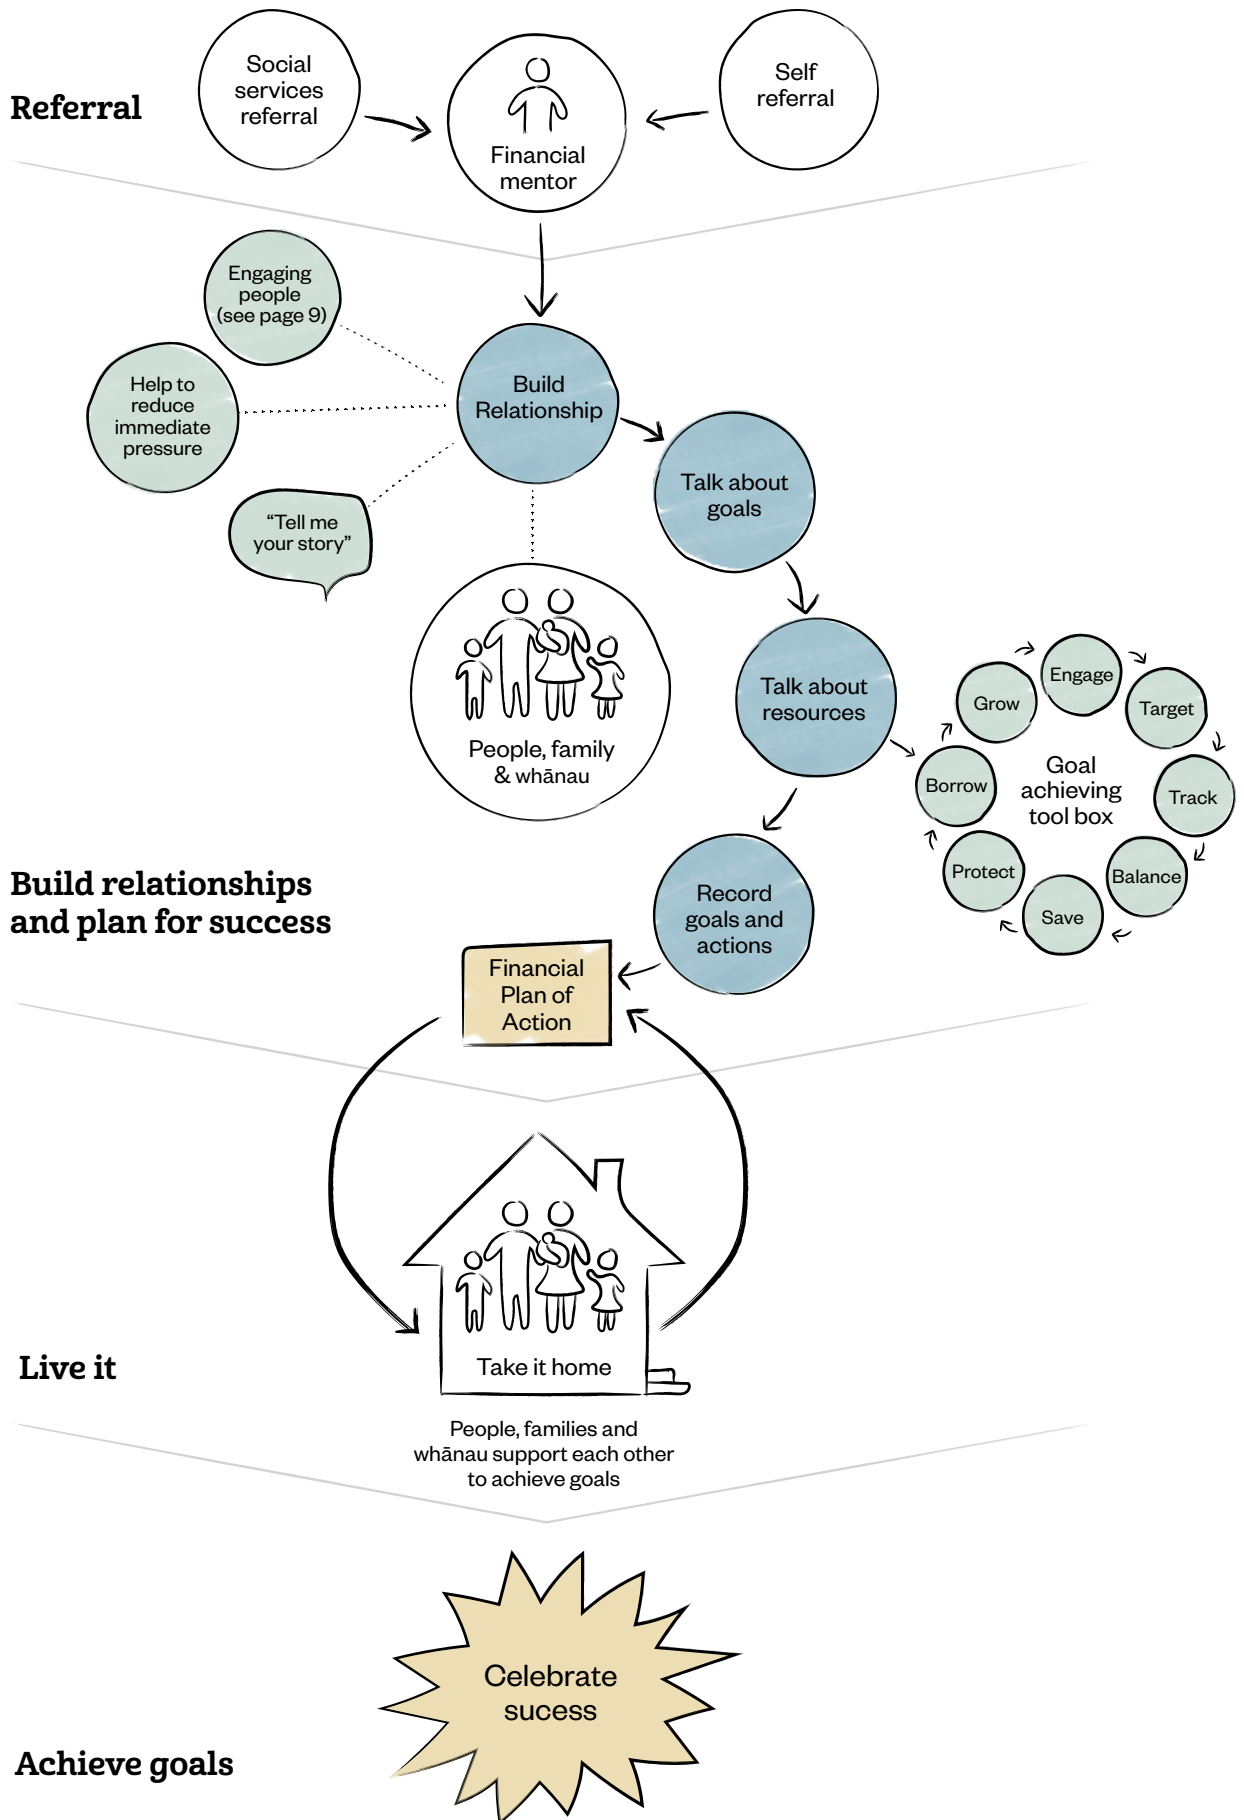 Referral
Social
services
referral
Financial
mentor
Self
referral
Engaging
people
(see page 9)
Help to
reduce
immediate
pressure
“Tell me
your story”
Build
Relationship
People, family
& whānau
Talk about
goals
Talk about
resources
Goal
achieving
tool box
Engage
Target
Track
Balance
Save
Protect
Borrow
Grow
Record
goals and
actions
Build relationships
and plan for success
Financial
Plan of
Action
Live it
Take it home
People, families and
whānau support each other
to achieve goals
Celebrate
sucess
Achieve goals